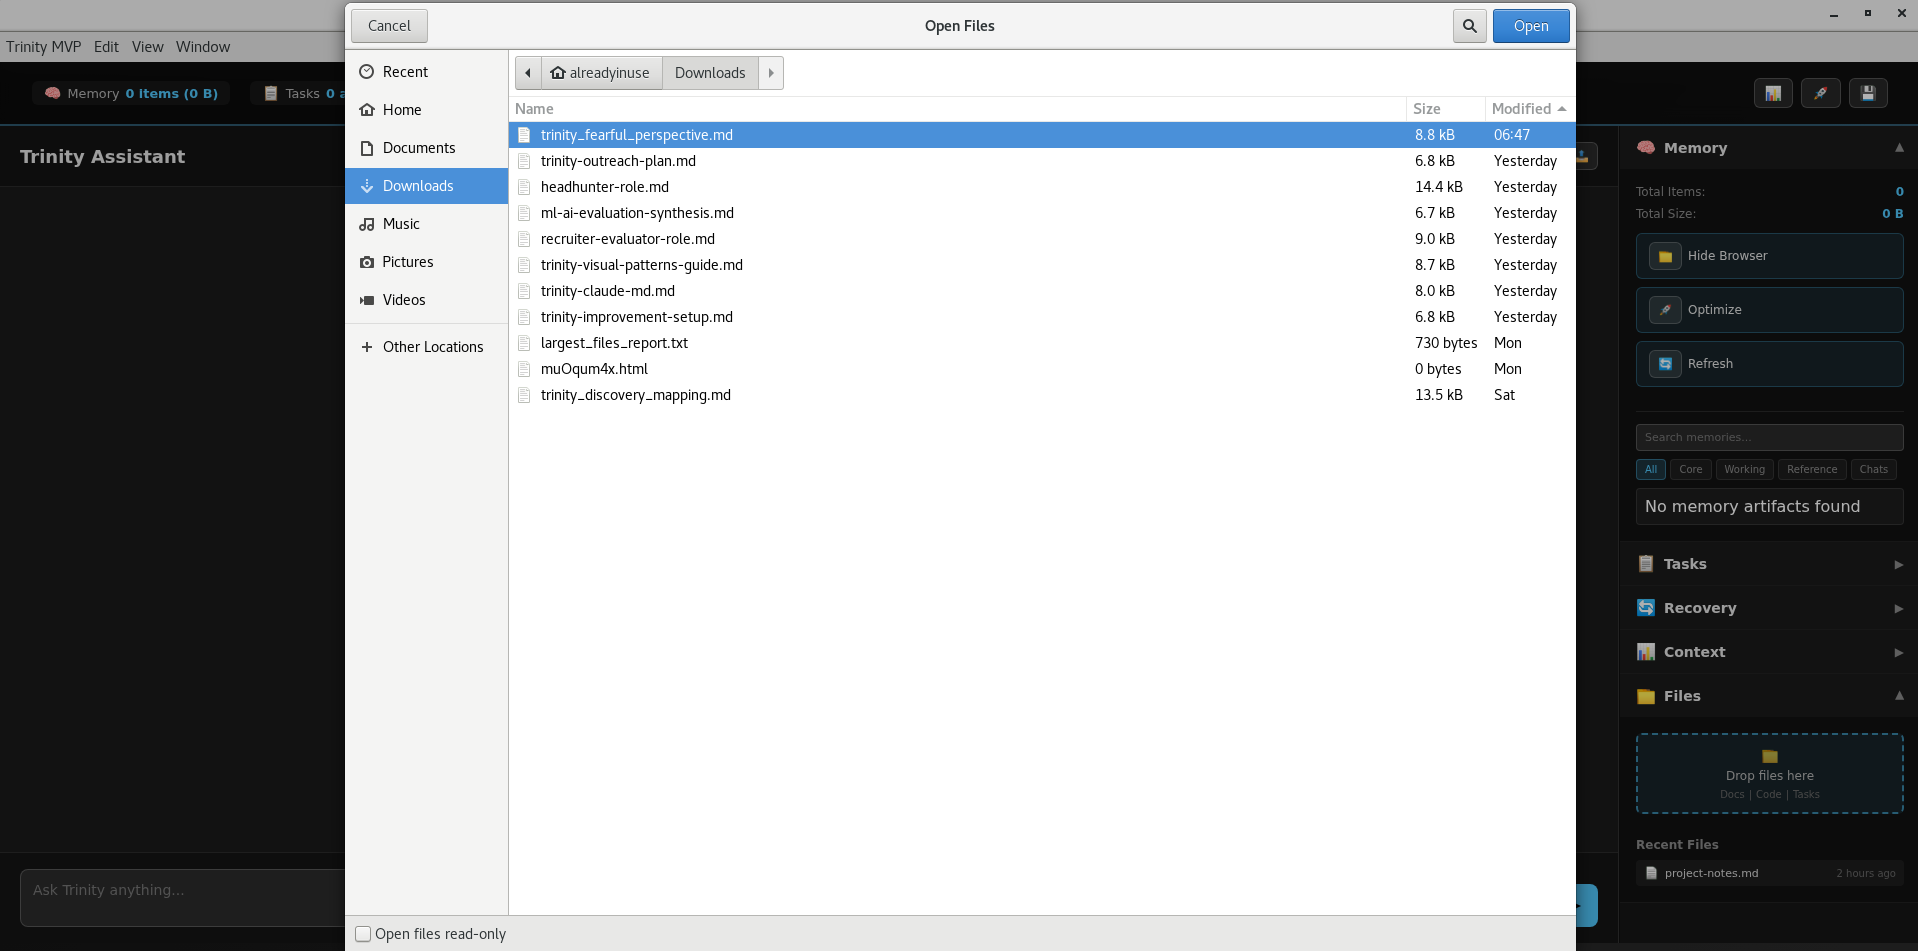 Cancel
Open Files
Open
Trinity MVP Edit View Window
Memory 0 items (0 B)
Tasks 0 a
Trinity Assistant
Ask Trinity anything...
Recent
Home
Documents
Downloads
Music
Pictures
Videos
Other Locations
alreadyinuse Downloads
Name Size Modified
trinity_fearful_perspective.md 8.8 kB 06:47
trinity-outreach-plan.md 6.8 kB Yesterday
headhunter-role.md 14.4 kB Yesterday
ml-ai-evaluation-synthesis.md 6.7 kB Yesterday
recruiter-evaluator-role.md 9.0 kB Yesterday
trinity-visual-patterns-guide.md 8.7 kB Yesterday
trinity-claude-md.md 8.0 kB Yesterday
trinity-improvement-setup.md 6.8 kB Yesterday
largest_files_report.txt 730 bytes Mon
muOqum4x.html 0 bytes Mon
trinity_discovery_mapping.md 13.5 kB Sat
Open files read-only
Memory
Total Items: 0
Total Size: 0 B
Hide Browser
Optimize
Refresh
Search memories...
All Core Working Reference Chats
No memory artifacts found
Tasks
Recovery
Context
Files
Drop files here
Docs | Code | Tasks
Recent Files
project-notes.md 2 hours ago